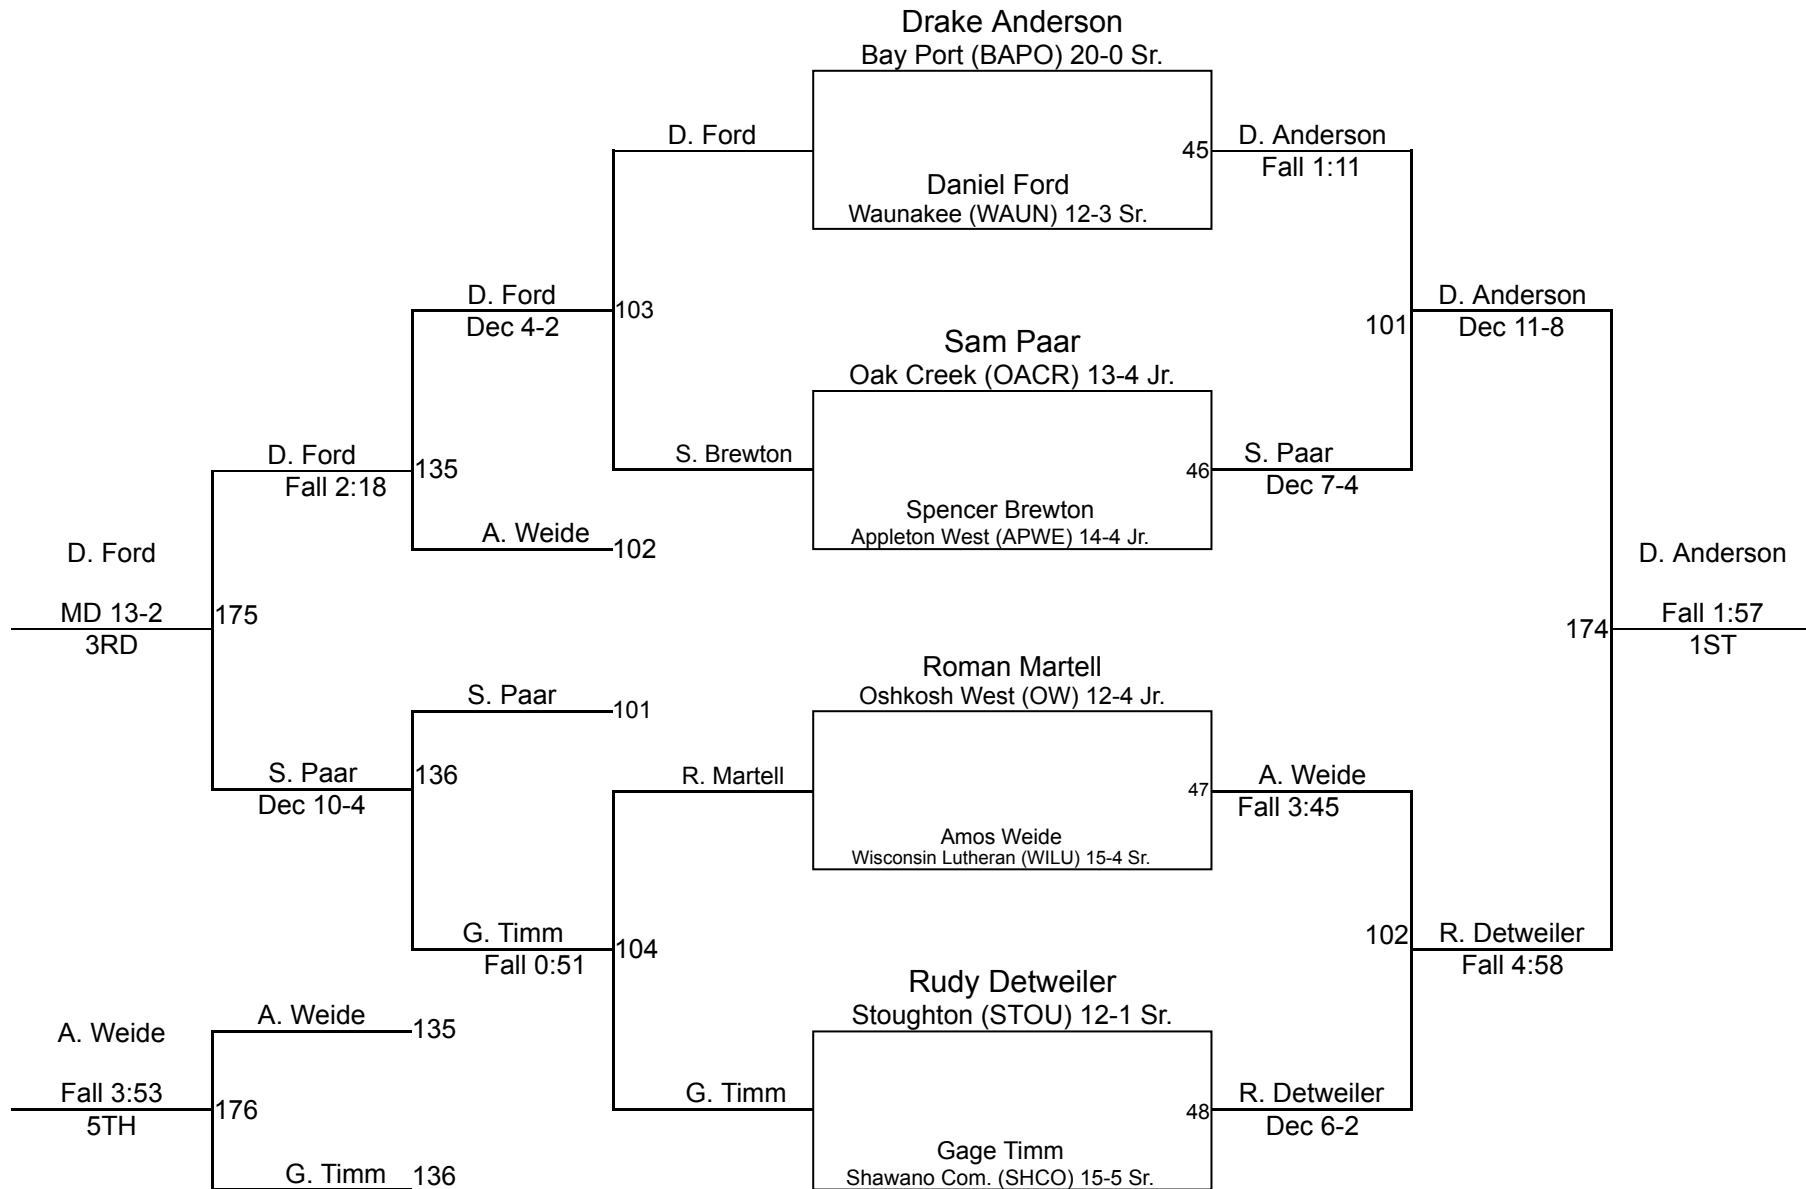 Drake Anderson
Bay Port (BAPO) 20-0 Sr.
D. Ford
45
D. Anderson
Fall 1:11
Daniel Ford
Waunakee (WAUN) 12-3 Sr.
D. Ford
Dec 4-2
103
D. Anderson
Dec 11-8
101
Sam Paar
Oak Creek (OACR) 13-4 Jr.
D. Ford
Fall 2:18
135
S. Brewton
46
S. Paar
Dec 7-4
Spencer Brewton
Appleton West (APWE) 14-4 Jr.
A. Weide
102
D. Ford
MD 13-2
3RD
175
D. Anderson
Fall 1:57
1ST
174
Roman Martell
Oshkosh West (OW) 12-4 Jr.
S. Paar
101
S. Paar
Dec 10-4
136
R. Martell
47
A. Weide
Fall 3:45
Amos Weide
Wisconsin Lutheran (WILU) 15-4 Sr.
G. Timm
Fall 0:51
104
102
R. Detweiler
Fall 4:58
Rudy Detweiler
Stoughton (STOU) 12-1 Sr.
A. Weide
135
A. Weide
Fall 3:53
5TH
176
G. Timm
48
R. Detweiler
Dec 6-2
Gage Timm
Shawano Com. (SHCO) 15-5 Sr.
G. Timm
136